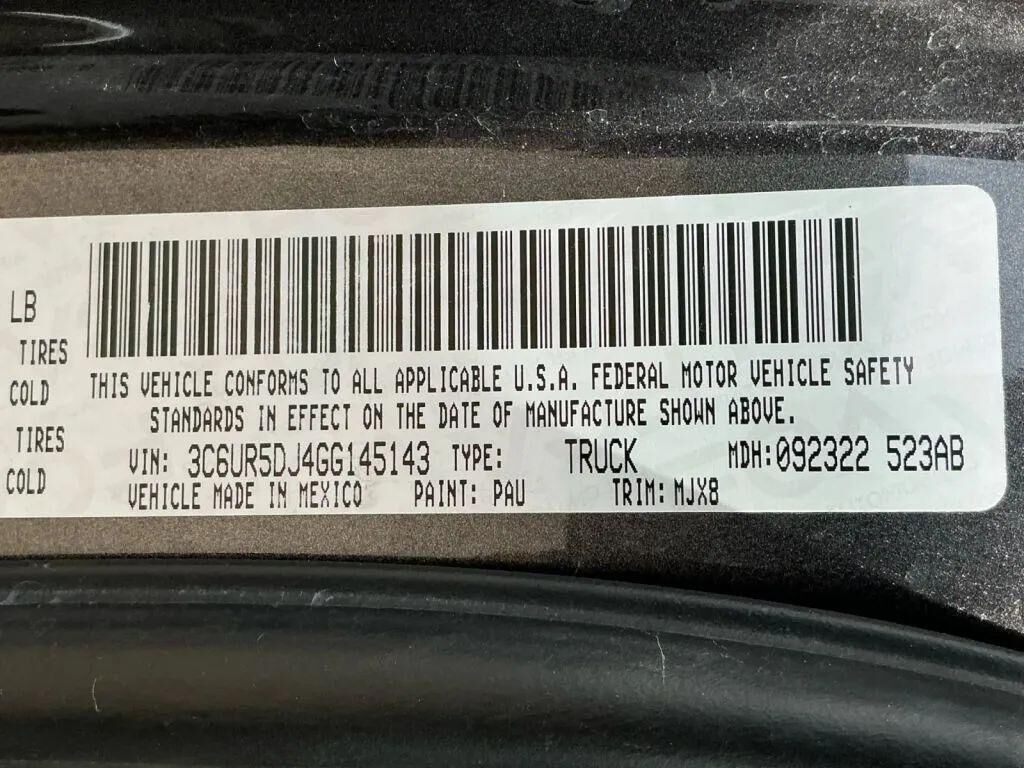 LB
TIRES
COLD
THIS VEHICLE CONFORMS TO ALL APPLICABLE U.S.A. FEDERAL MOTOR VEHICLE SAFETY
STANDARDS IN EFFECT ON THE DATE OF MANUFACTURE SHOWN ABOVE.
TIRES
VIN: 3C6UR5DJ4GG145143 TYPE: TRUCK MDH:092322 523AB
COLD
VEHICLE MADE IN MEXICO PAINT: PAU TRIM: MJX8